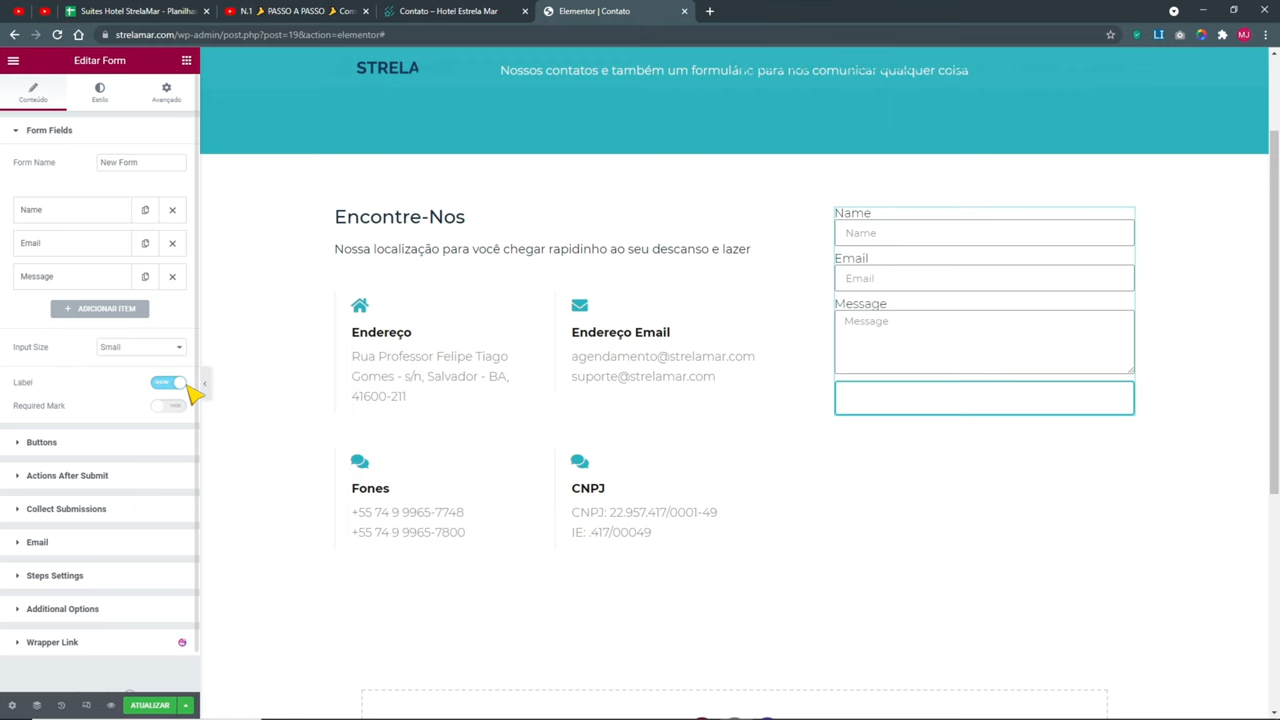 Suites Hotel StrelaMar - Planilha
N.1 PASSO A PASSO Com
Contato – Hotel Estrela Mar
Elementor | Contato
strelamar.com/wp-admin/post.php?post=19&action=elementor#
MJ
Editar Form
Conteúdo
Estilo
Avançado
Form Fields
Form Name
New Form
Name
Email
Message
+ ADICIONAR ITEM
Input Size
Small
Label
SHOW
Required Mark
HIDE
Buttons
Actions After Submit
Collect Submissions
Email
Steps Settings
Additional Options
Wrapper Link
ATUALIZAR
STRELA
Nossos contatos e também um formulário para nos comunicar qualquer coisa
Encontre-Nos
Nossa localização para você chegar rapidinho ao seu descanso e lazer
Endereço
Rua Professor Felipe Tiago
Gomes - s/n, Salvador - BA,
41600-211
Endereço Email
agendamento@strelamar.com
suporte@strelamar.com
Fones
+55 74 9 9965-7748
+55 74 9 9965-7800
CNPJ
CNPJ: 22.957.417/0001-49
IE: .417/00049
Name
Name
Email
Email
Message
Message